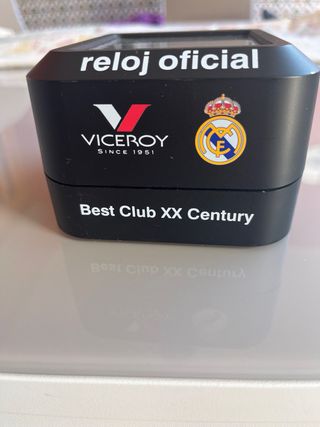 reloj oficial
VICEROY
SINCE 1951
Best Club XX Century